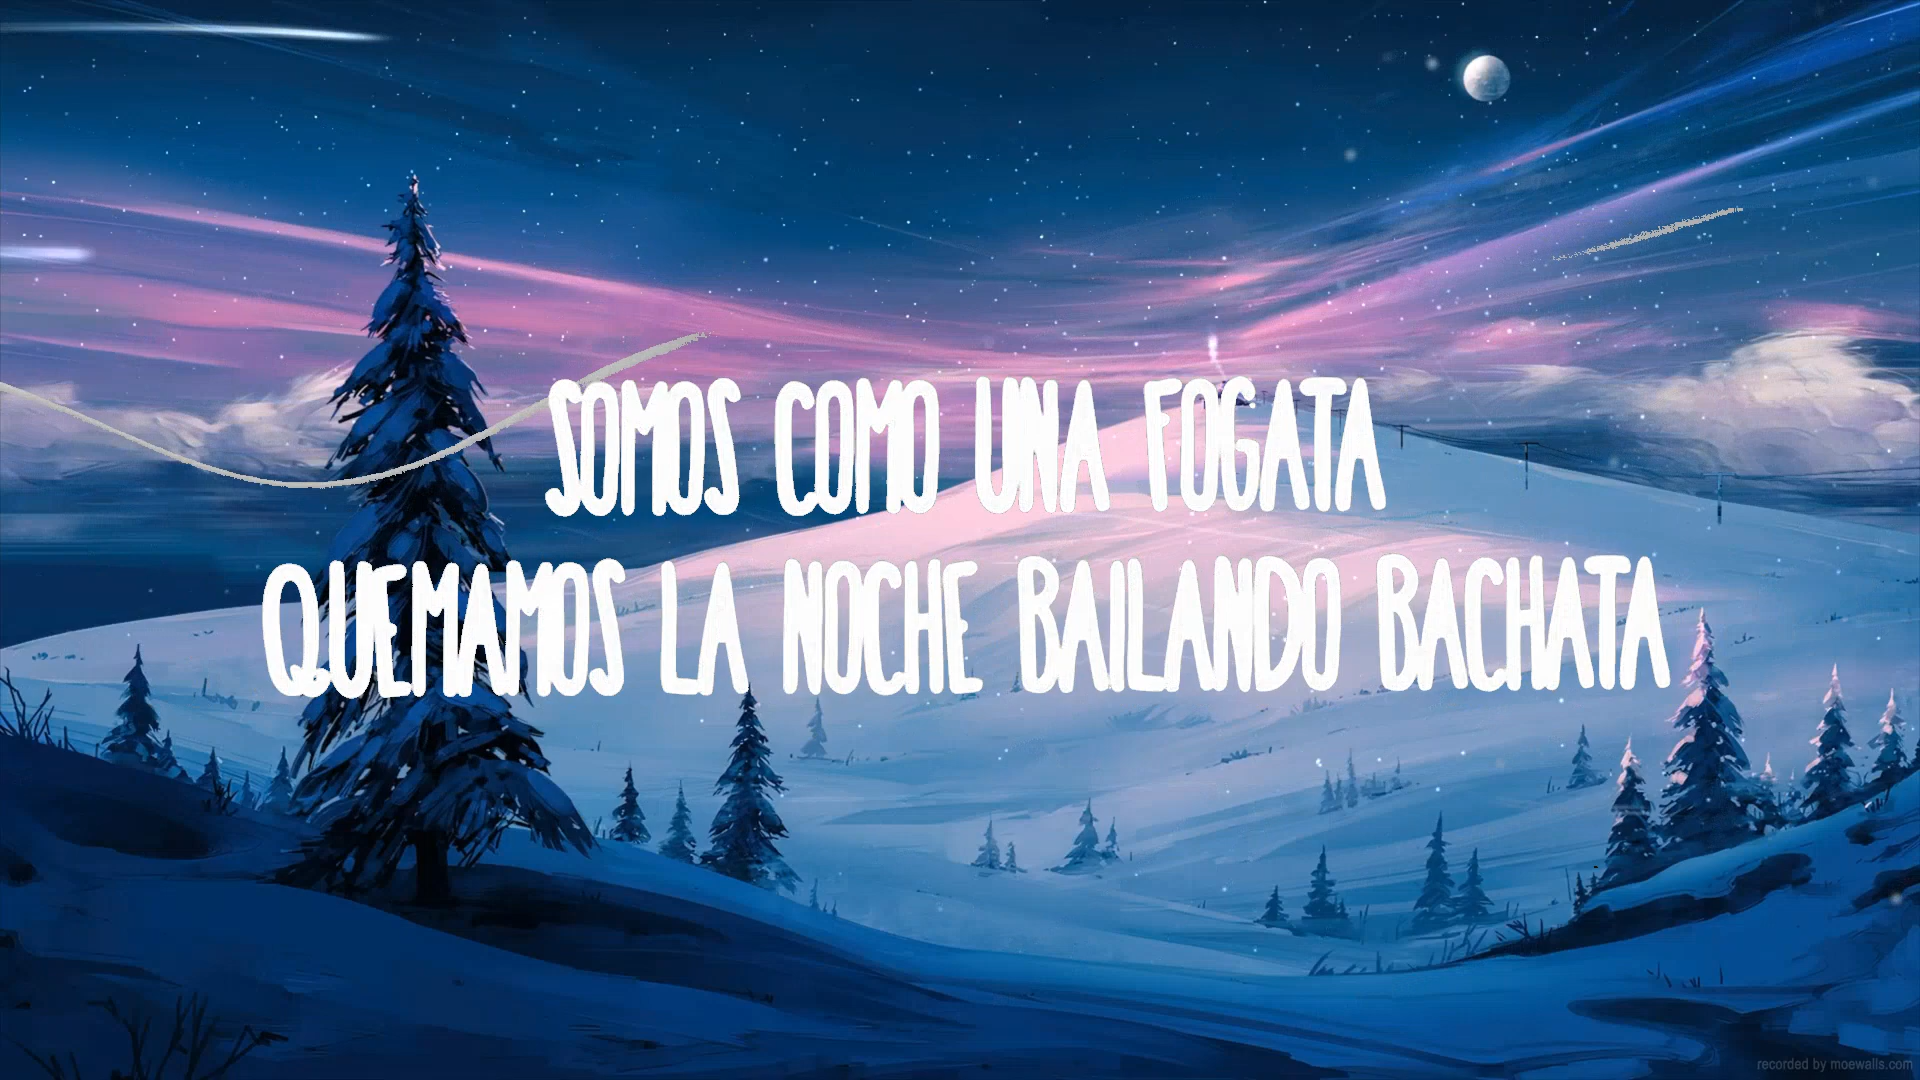 SOMOS COMO UNA FOGATA
QUEMAMOS LA NOCHE BAILANDO BACHATA
recorded by moewalls.com